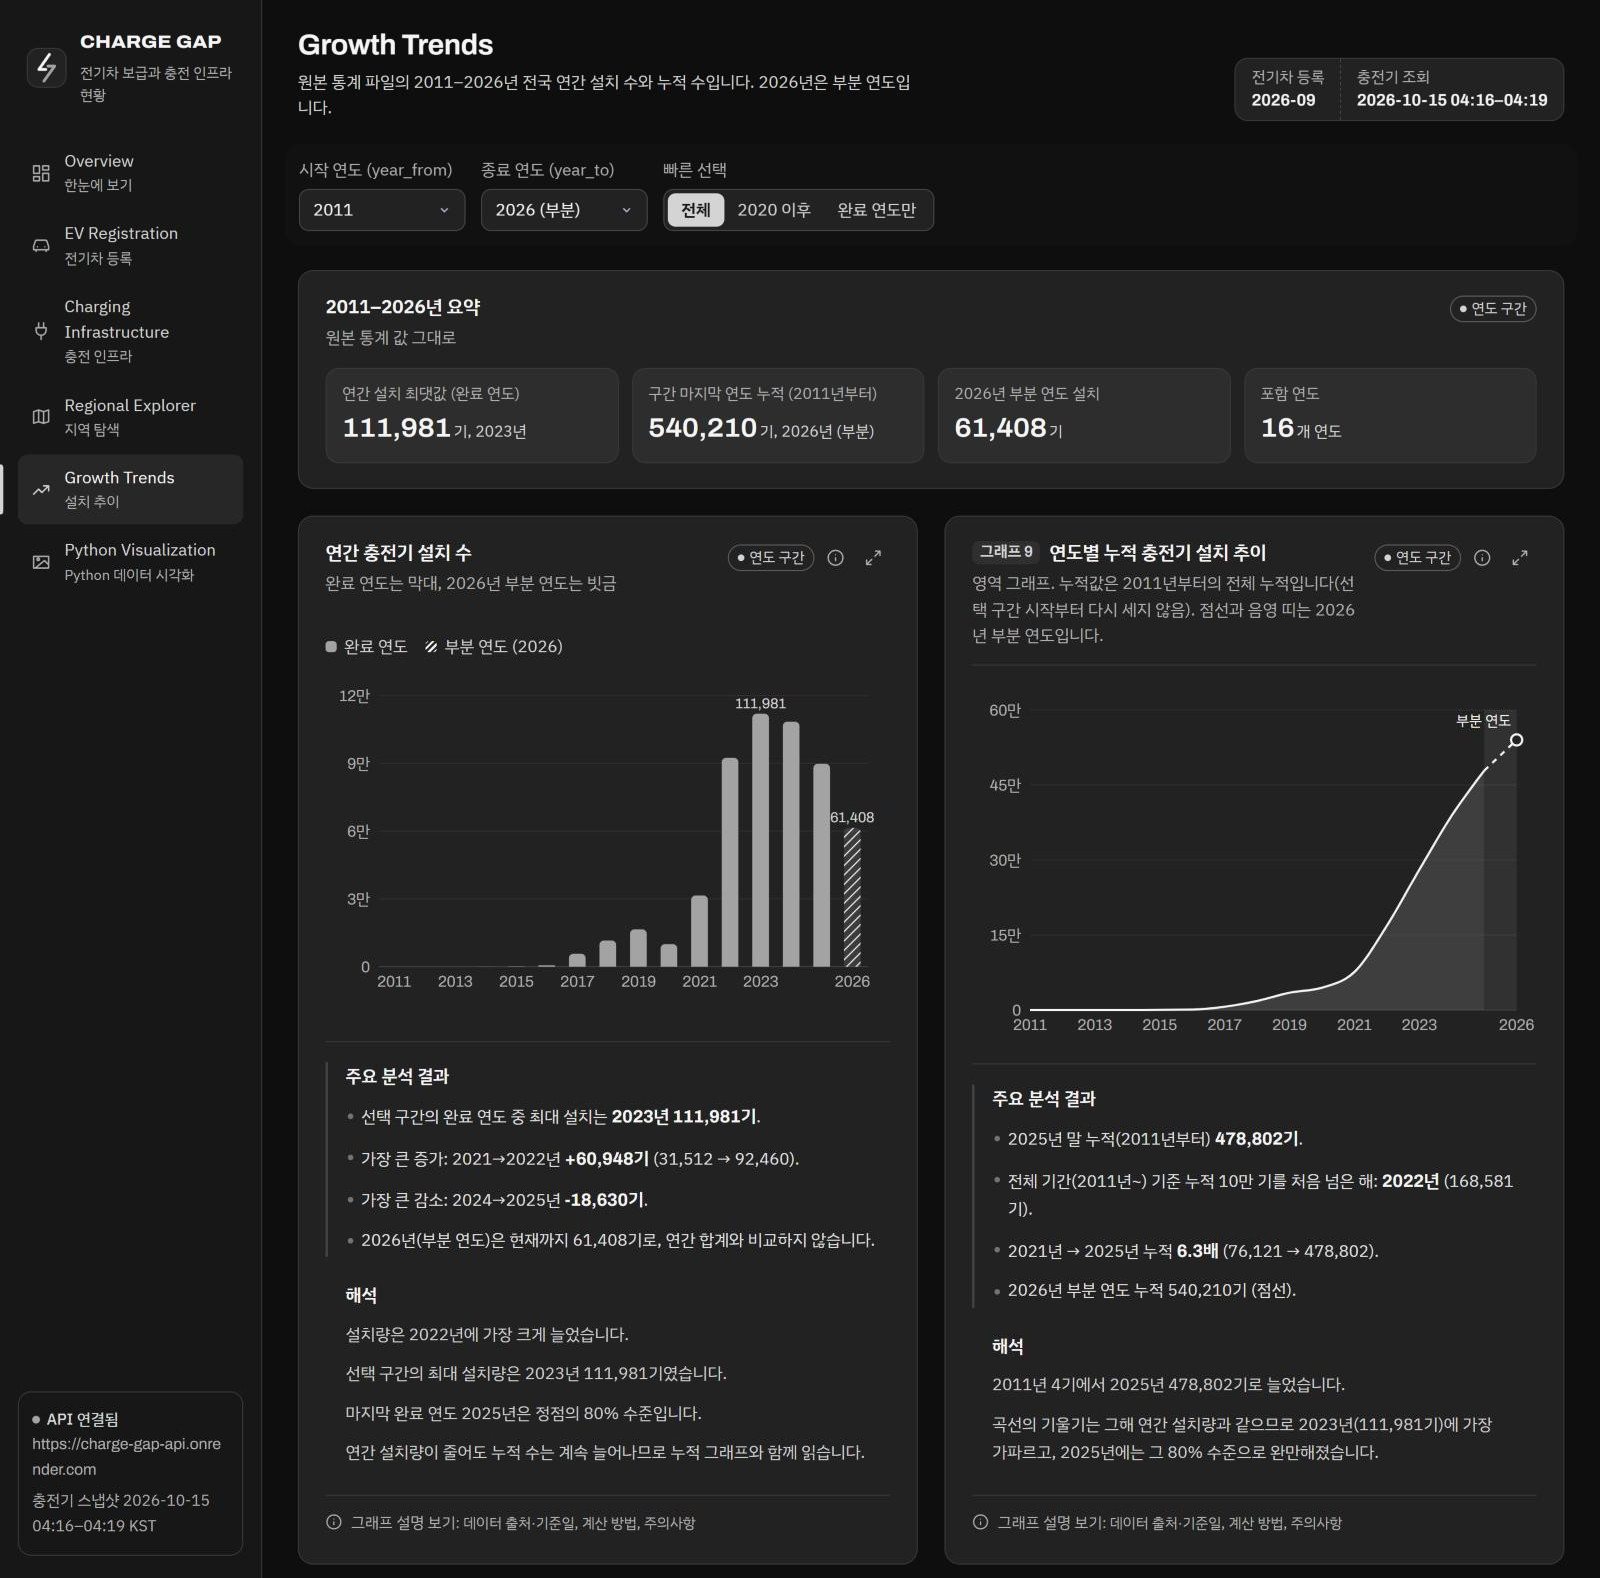 CHARGE GAP
전기차 보급과 충전 인프라
현황
Overview
한눈에 보기
EV Registration
전기차 등록
Charging
Infrastructure
충전 인프라
Regional Explorer
지역 탐색
Growth Trends
설치 추이
Python Visualization
Python 데이터 시각화
API 연결됨
https://charge-gap-api.onre
nder.com
충전기 스냅샷 2026-10-15
04:16–04:19 KST
Growth Trends
원본 통계 파일의 2011–2026년 전국 연간 설치 수와 누적 수입니다. 2026년은 부분 연도입
니다.
전기차 등록
2026-09
충전기 조회
2026-10-15 04:16–04:19
시작 연도 (year_from)
2011
종료 연도 (year_to)
2026 (부분)
빠른 선택
전체 2020 이후 완료 연도만
2011–2026년 요약
원본 통계 값 그대로
연도 구간
연간 설치 최댓값 (완료 연도)
111,981 기, 2023년
구간 마지막 연도 누적 (2011년부터)
540,210 기, 2026년 (부분)
2026년 부분 연도 설치
61,408 기
포함 연도
16 개 연도
연간 충전기 설치 수
연도 구간
완료 연도는 막대, 2026년 부분 연도는 빗금
완료 연도 부분 연도 (2026)
12만
9만
6만
3만
0
111,981
61,408
2011 2013 2015 2017 2019 2021 2023 2026
주요 분석 결과
선택 구간의 완료 연도 중 최대 설치는 2023년 111,981기.
가장 큰 증가: 2021→2022년 +60,948기 (31,512 → 92,460).
가장 큰 감소: 2024→2025년 -18,630기.
2026년(부분 연도)은 현재까지 61,408기로, 연간 합계와 비교하지 않습니다.
해석
설치량은 2022년에 가장 크게 늘었습니다.
선택 구간의 최대 설치량은 2023년 111,981기였습니다.
마지막 완료 연도 2025년은 정점의 80% 수준입니다.
연간 설치량이 줄어도 누적 수는 계속 늘어나므로 누적 그래프와 함께 읽습니다.
그래프 설명 보기: 데이터 출처·기준일, 계산 방법, 주의사항
그래프 9 연도별 누적 충전기 설치 추이
연도 구간
영역 그래프. 누적값은 2011년부터의 전체 누적입니다(선
택 구간 시작부터 다시 세지 않음). 점선과 음영 띠는 2026
년 부분 연도입니다.
60만
45만
30만
15만
0
부분 연도
2011 2013 2015 2017 2019 2021 2023 2026
주요 분석 결과
2025년 말 누적(2011년부터) 478,802기.
전체 기간(2011년~) 기준 누적 10만 기를 처음 넘은 해: 2022년 (168,581
기).
2021년 → 2025년 누적 6.3배 (76,121 → 478,802).
2026년 부분 연도 누적 540,210기 (점선).
해석
2011년 4기에서 2025년 478,802기로 늘었습니다.
곡선의 기울기는 그해 연간 설치량과 같으므로 2023년(111,981기)에 가장
가파르고, 2025년에는 그 80% 수준으로 완만해졌습니다.
그래프 설명 보기: 데이터 출처·기준일, 계산 방법, 주의사항